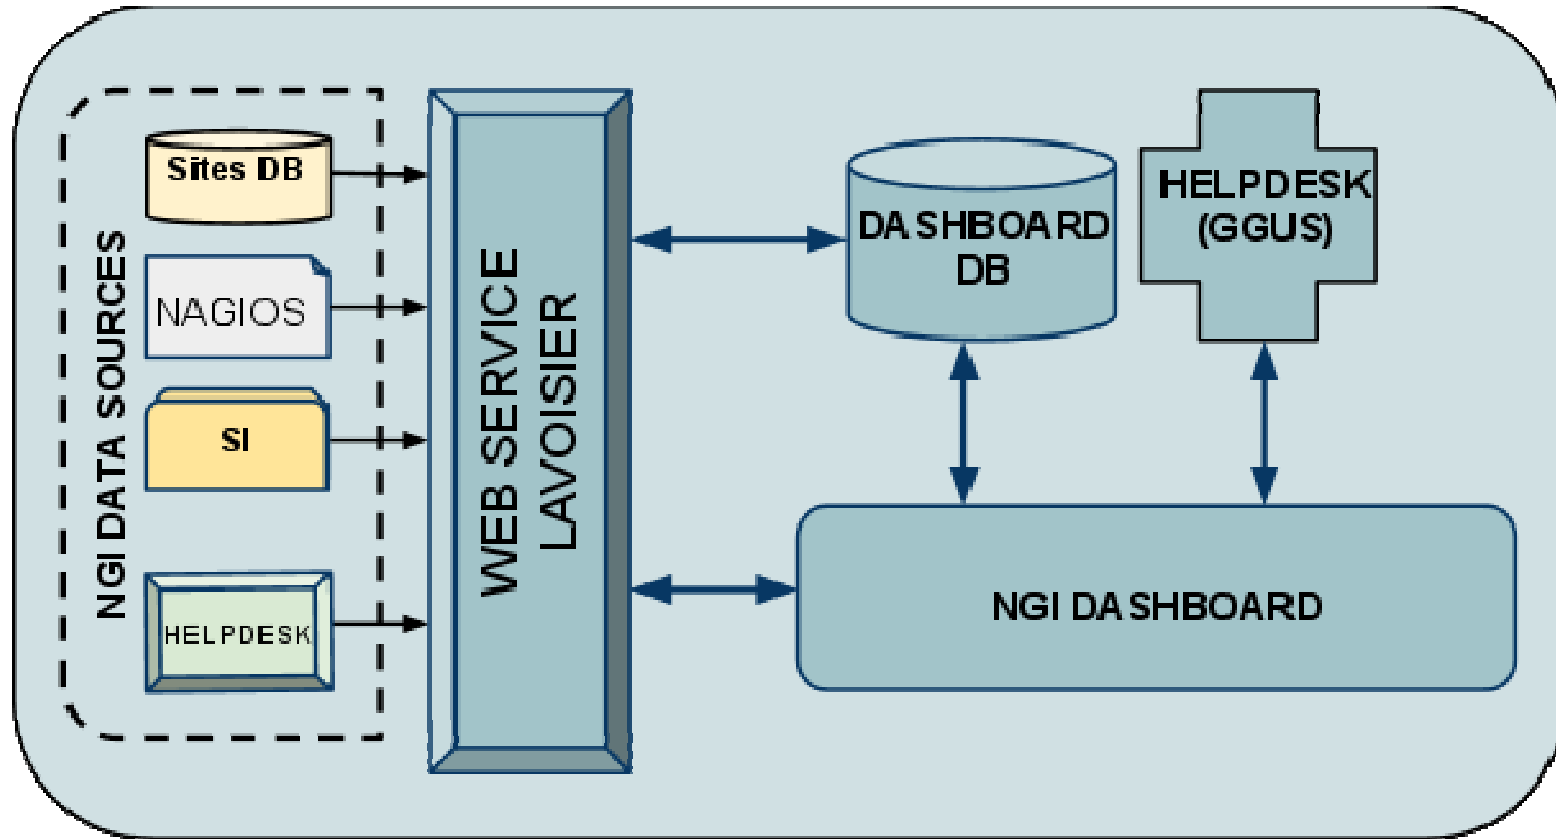 NGI DATA SOURCES
Sites DB
NAGIOS
SI
HELPDESK
WEB SERVICE
LAVOISIER
DASHBOARD
DB
HELPDESK
(GGUS)
NGI DASHBOARD